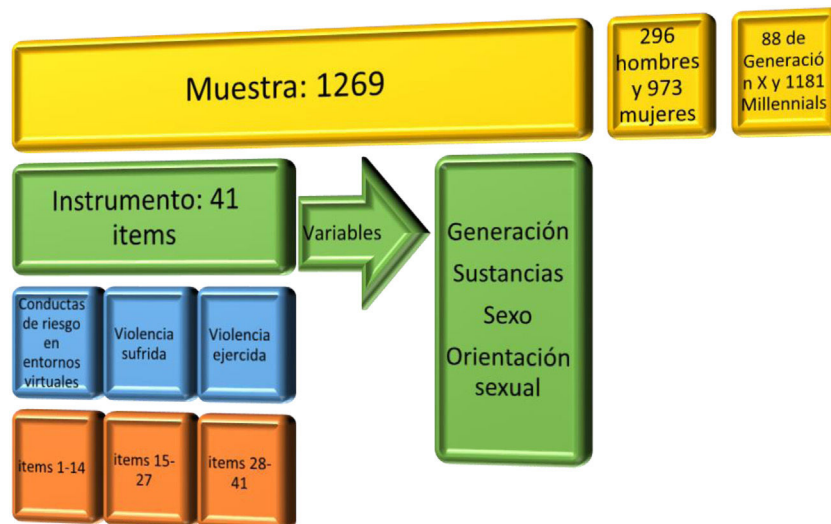 Muestra: 1269
296
hombres
y 973
mujeres
88 de
Generació
n X y 1181
Millennials
Instrumento: 41
items
Variables
Generación
Sustancias
Sexo
Orientación
sexual
Conductas
de riesgo
en
entornos
virtuales
Violencia
sufrida
Violencia
ejercida
items 1-14
items 15-
27
items 28-
41